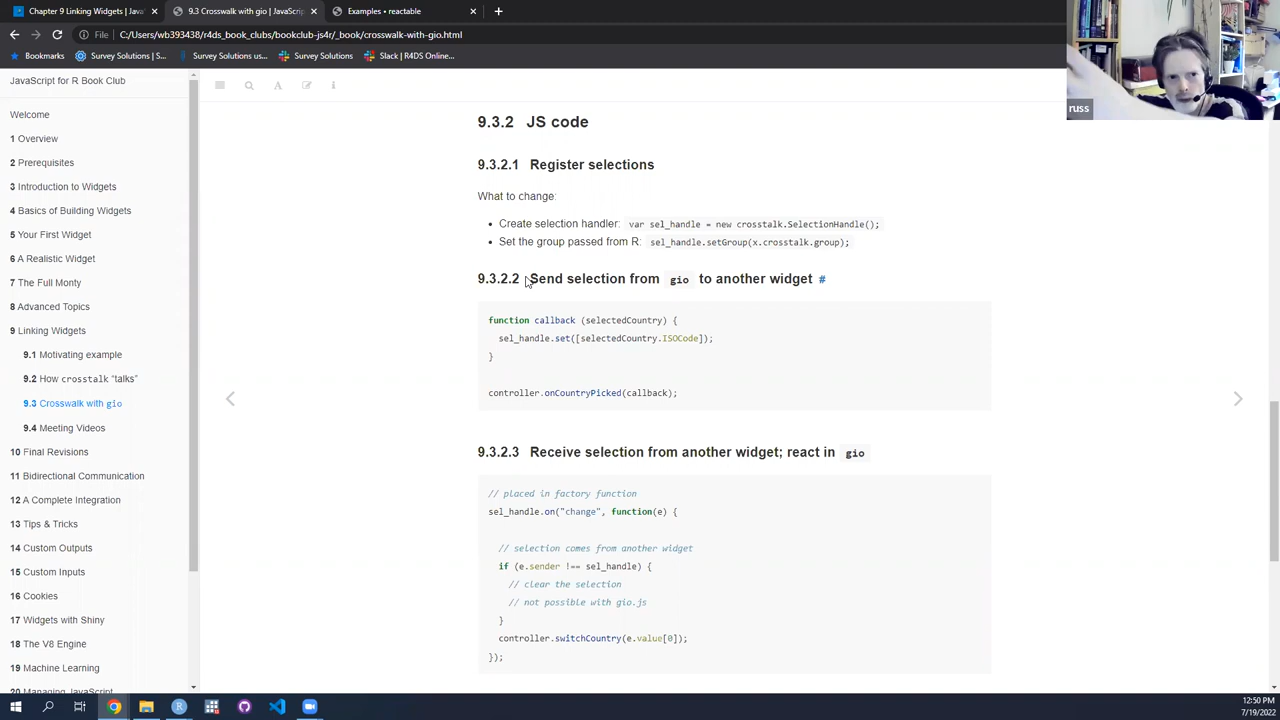 Chapter 9 Linking Widgets | Java
9.3 Crosswalk with gio | JavaScrip
Examples • reactable
File
C:/Users/wb393438/r4ds_book_clubs/bookclub-js4r/_book/crosswalk-with-gio.html
Bookmarks
Survey Solutions | S...
Survey Solutions us...
Survey Solutions
Slack | R4DS Online...
JavaScript for R Book Club
Welcome
1 Overview
2 Prerequisites
3 Introduction to Widgets
4 Basics of Building Widgets
5 Your First Widget
6 A Realistic Widget
7 The Full Monty
8 Advanced Topics
9 Linking Widgets
9.1 Motivating example
9.2 How crosstalk “talks”
9.3 Crosswalk with gio
9.4 Meeting Videos
10 Final Revisions
11 Bidirectional Communication
12 A Complete Integration
13 Tips & Tricks
14 Custom Outputs
15 Custom Inputs
16 Cookies
17 Widgets with Shiny
18 The V8 Engine
19 Machine Learning
20 Managing JavaScript
9.3.2 JS code
9.3.2.1 Register selections
What to change:
• Create selection handler: var sel_handle = new crosstalk.SelectionHandle();
• Set the group passed from R: sel_handle.setGroup(x.crosstalk.group);
9.3.2.2 Send selection from gio to another widget #
function callback (selectedCountry) {
sel_handle.set([selectedCountry.ISOCode]);
}
controller.onCountryPicked(callback);
9.3.2.3 Receive selection from another widget; react in gio
// placed in factory function
sel_handle.on("change", function(e) {
// selection comes from another widget
if (e.sender !== sel_handle) {
// clear the selection
// not possible with gio.js
}
controller.switchCountry(e.value[0]);
});
russ
12:50 PM
7/19/2022